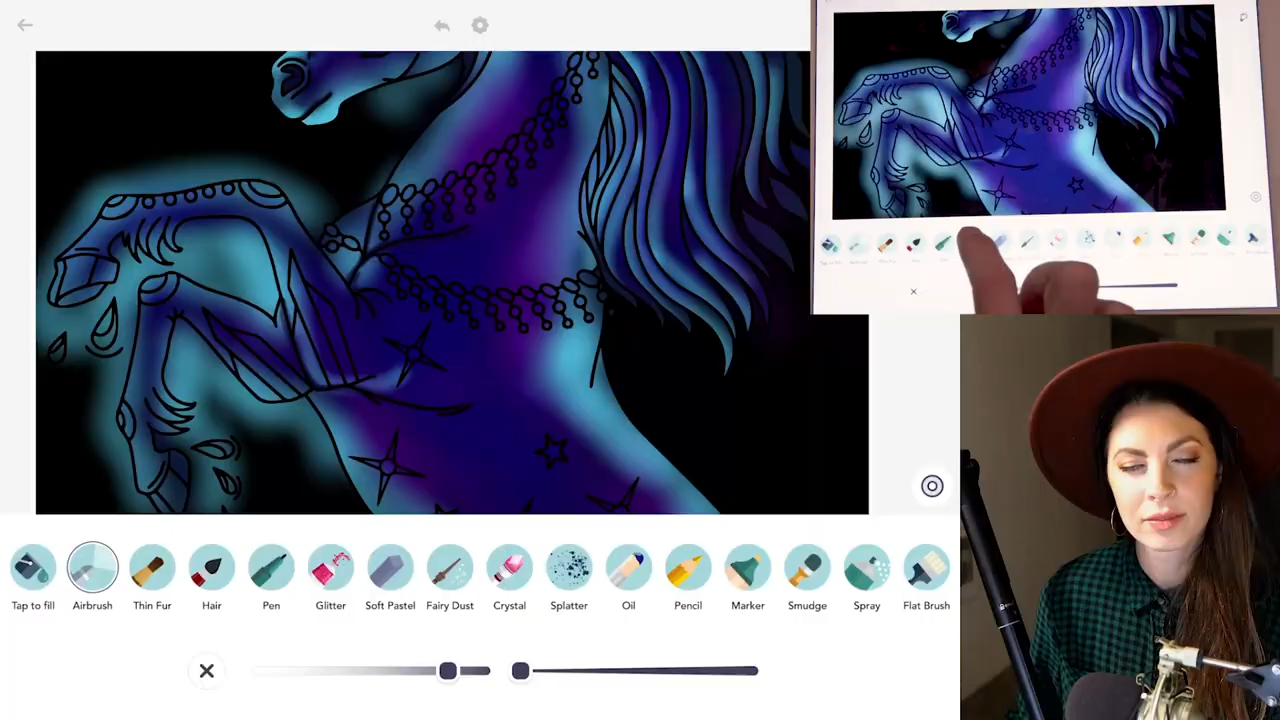 Tap to fill
Airbrush
Thin Fur
Hair
Pen
Glitter
Soft Pastel
Fairy Dust
Crystal
Splatter
Oil
Pencil
Marker
Smudge
Spray
Flat Brush